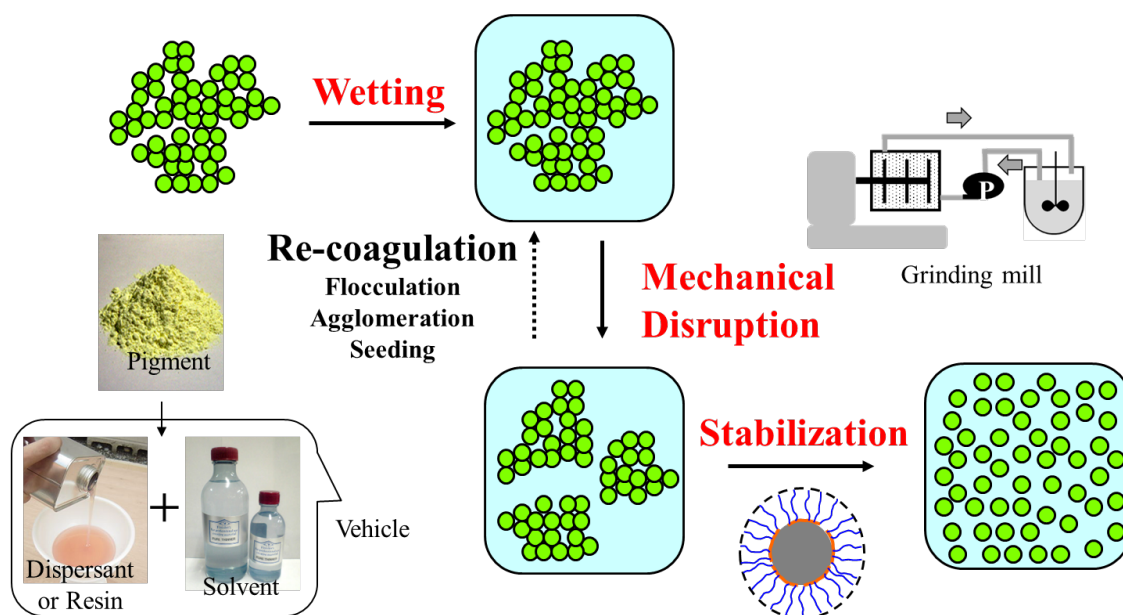 Wetting
Re-coagulation
Flocculation
Agglomeration
Seeding
Mechanical
Disruption
P
Grinding mill
Pigment
Stabilization
Vehicle
Dispersant
or Resin
+
Solvent